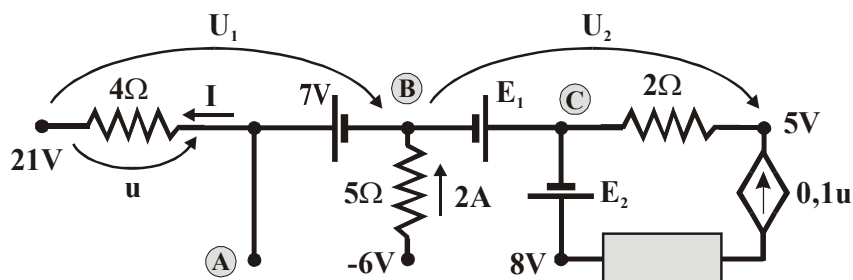 U1 U2
4Ω I 7V B E1 C 2Ω
21V 5V
u 5Ω 2A E2 0,1u
A -6V 8V